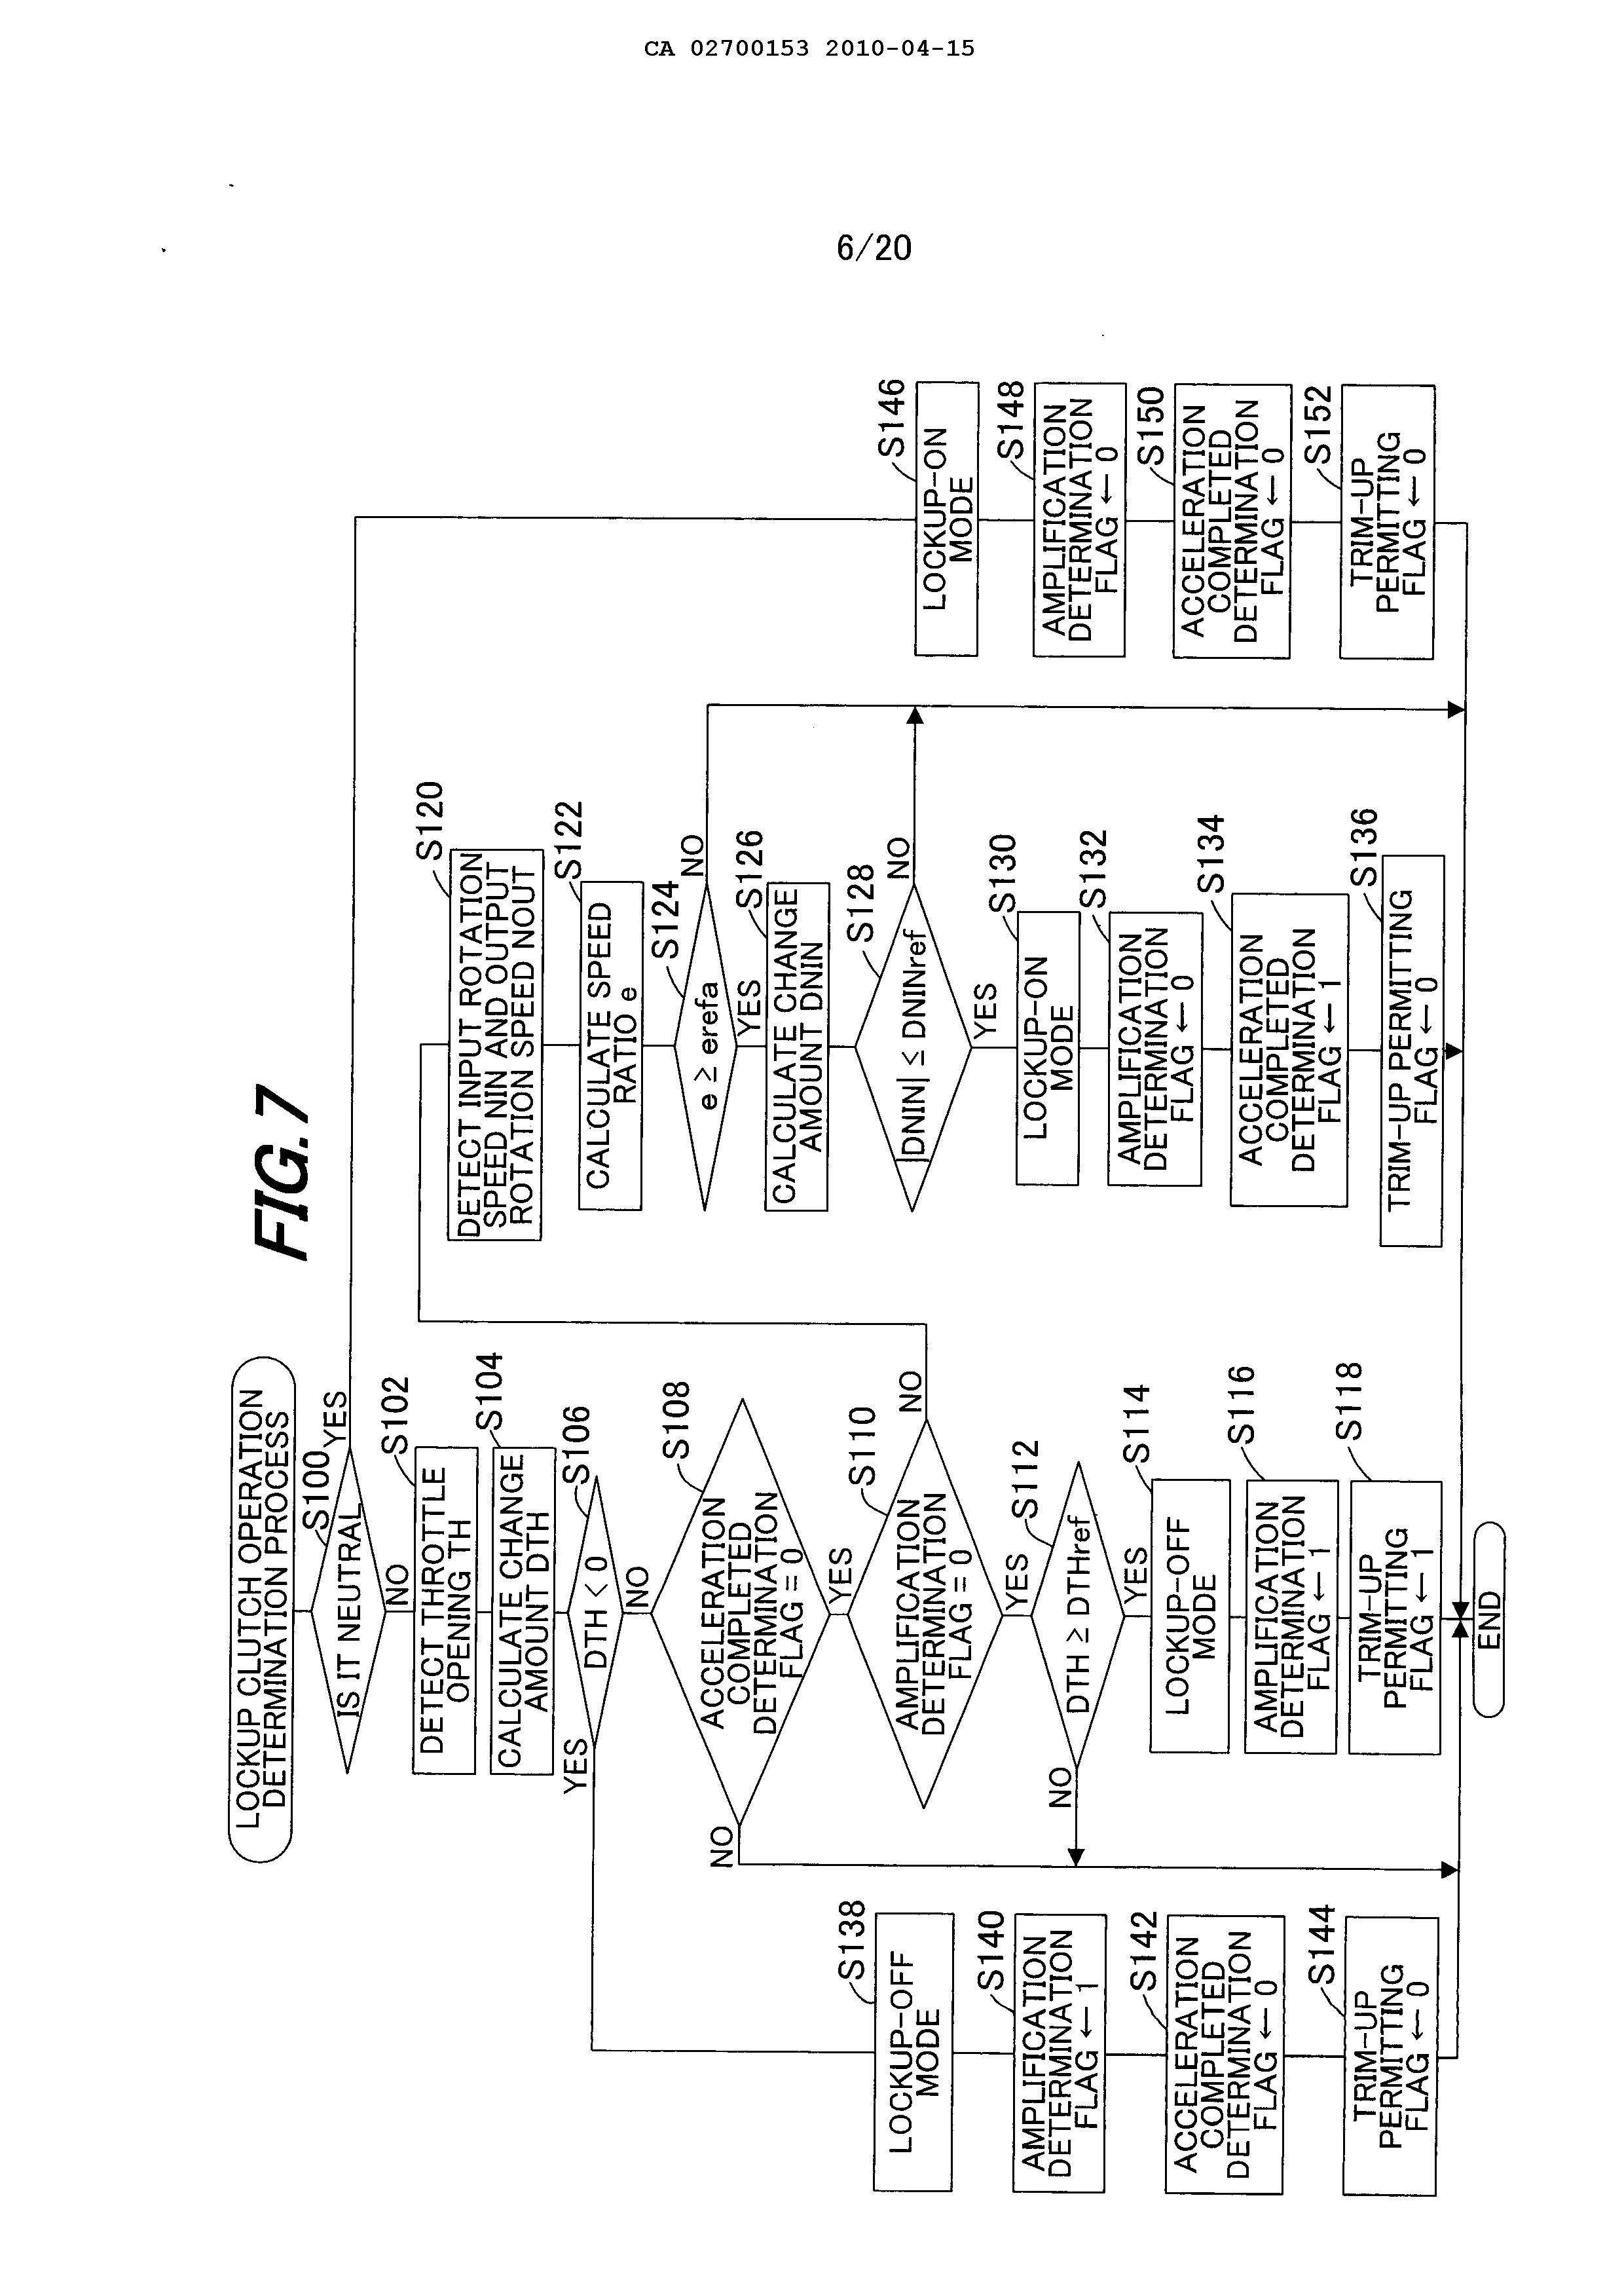 CA 02700153 2010-04-15
6/20
FIG.7
LOCKUP CLUTCH OPERATION
DETERMINATION PROCESS
S100
IS IT NEUTRAL
YES
NO
S102
DETECT THROTTLE
OPENING TH
S104
CALCULATE CHANGE
AMOUNT DTH
S106
DTH < 0
YES
NO
S108
ACCELERATION
COMPLETED
DETERMINATION
FLAG = 0
NO
YES
S110
AMPLIFICATION
DETERMINATION
FLAG = 0
NO
YES
S112
DTH ≥ DTHref
NO
YES
S114
LOCKUP-OFF
MODE
S116
AMPLIFICATION
DETERMINATION
FLAG ← 1
S118
TRIM-UP
PERMITTING
FLAG ← 1
END
S138
LOCKUP-OFF
MODE
S140
AMPLIFICATION
DETERMINATION
FLAG ← 1
S142
ACCELERATION
COMPLETED
DETERMINATION
FLAG ← 0
S144
TRIM-UP
PERMITTING
FLAG ← 0
S120
DETECT INPUT ROTATION
SPEED NIN AND OUTPUT
ROTATION SPEED NOUT
S122
CALCULATE SPEED
RATIO e
S124
e ≥ erefa
NO
YES
S126
CALCULATE CHANGE
AMOUNT DNIN
S128
|DNIN| ≤ DNINref
NO
YES
S130
LOCKUP-ON
MODE
S132
AMPLIFICATION
DETERMINATION
FLAG ← 0
S134
ACCELERATION
COMPLETED
DETERMINATION
FLAG ← 1
S136
TRIM-UP PERMITTING
FLAG ← 0
S146
LOCKUP-ON
MODE
S148
AMPLIFICATION
DETERMINATION
FLAG ← 0
S150
ACCELERATION
COMPLETED
DETERMINATION
FLAG ← 0
S152
TRIM-UP
PERMITTING
FLAG ← 0